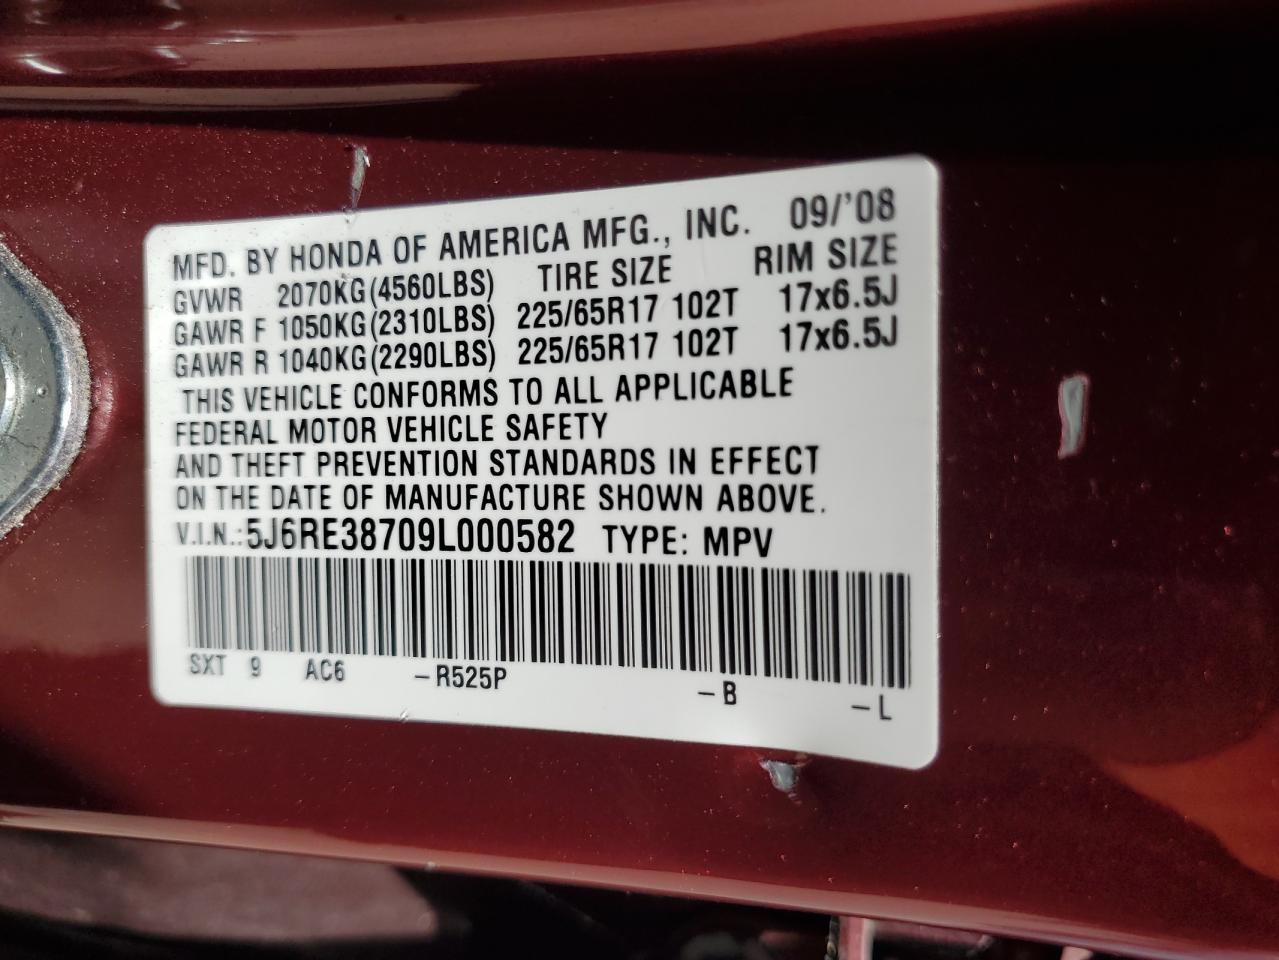 MFD. BY HONDA OF AMERICA MFG., INC. 09/'08
GVWR 2070KG(4560LBS) TIRE SIZE RIM SIZE
GAWR F 1050KG(2310LBS) 225/65R17 102T 17x6.5J
GAWR R 1040KG(2290LBS) 225/65R17 102T 17x6.5J
THIS VEHICLE CONFORMS TO ALL APPLICABLE
FEDERAL MOTOR VEHICLE SAFETY
AND THEFT PREVENTION STANDARDS IN EFFECT
ON THE DATE OF MANUFACTURE SHOWN ABOVE.
V.I.N.:5J6RE38709L000582 TYPE: MPV
SXT 9 AC6 -R525P -B -L